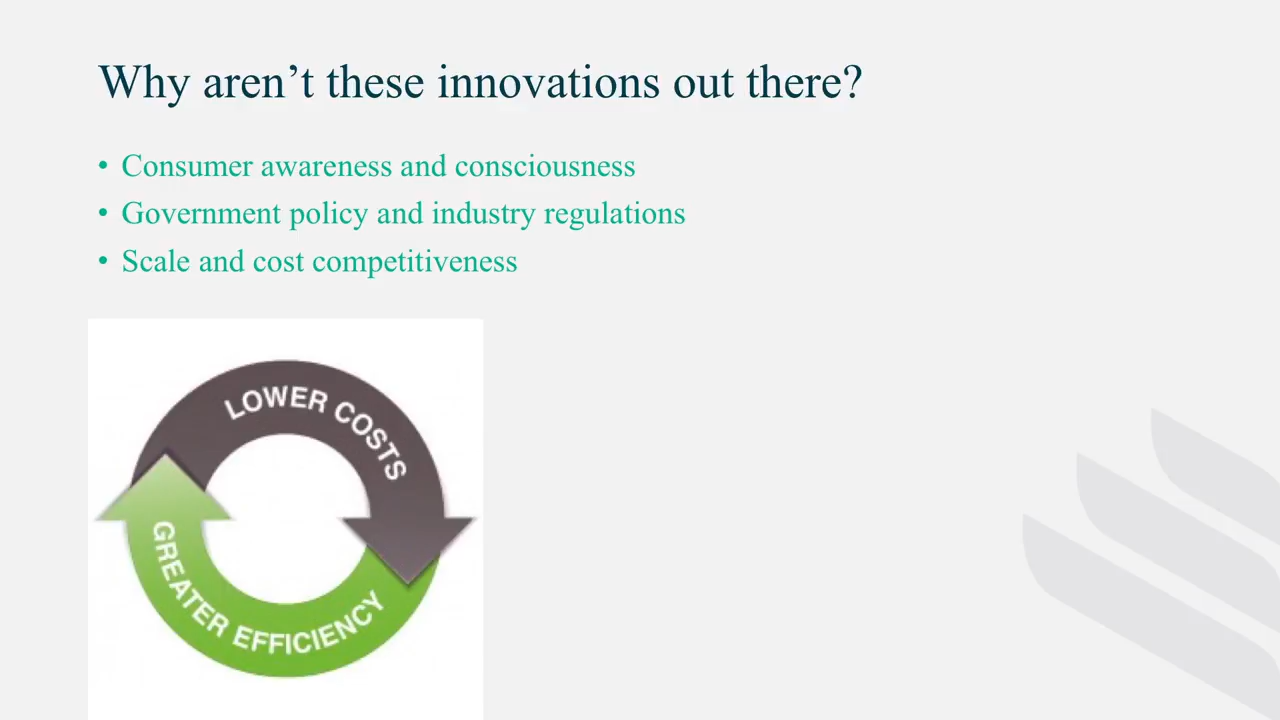 Why aren’t these innovations out there?
• Consumer awareness and consciousness
• Government policy and industry regulations
• Scale and cost competitiveness
LOWER COSTS
GREATER EFFICIENCY